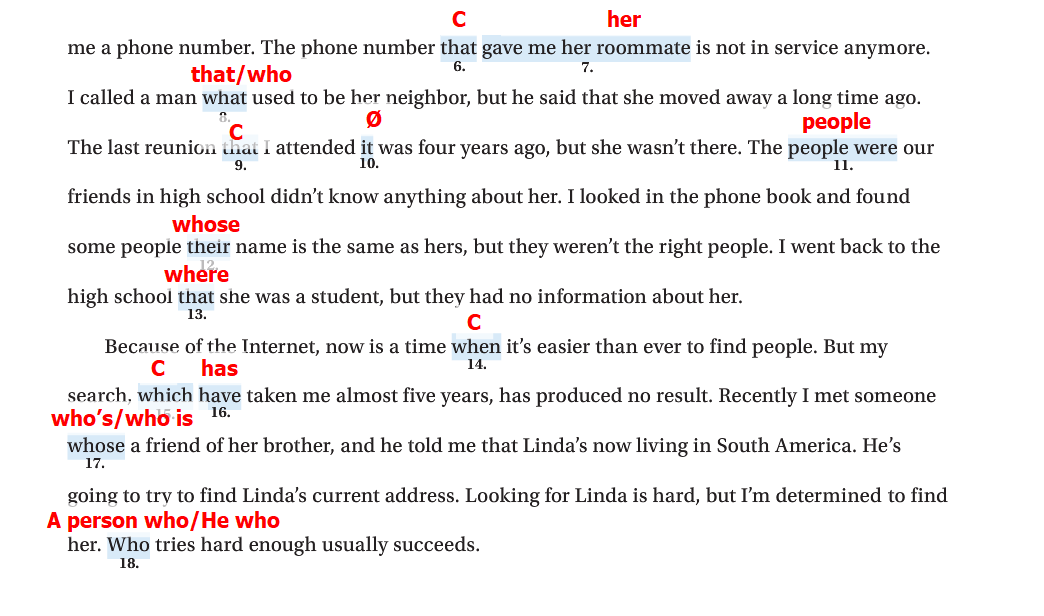 C her
me a phone number. The phone number that gave me her roommate is not in service anymore.
6. 7.
that/who
I called a man what used to be her neighbor, but he said that she moved away a long time ago.
8.
C Ø people
The last reunion that I attended it was four years ago, but she wasn’t there. The people were our
9. 10. 11.
friends in high school didn’t know anything about her. I looked in the phone book and found
whose
some people their name is the same as hers, but they weren’t the right people. I went back to the
12.
where
high school that she was a student, but they had no information about her.
13.
C
Because of the Internet, now is a time when it’s easier than ever to find people. But my
14.
C has
search, which have taken me almost five years, has produced no result. Recently I met someone
15. 16.
who’s/who is
whose a friend of her brother, and he told me that Linda’s now living in South America. He’s
17.
going to try to find Linda’s current address. Looking for Linda is hard, but I’m determined to find
A person who/He who
her. Who tries hard enough usually succeeds.
18.